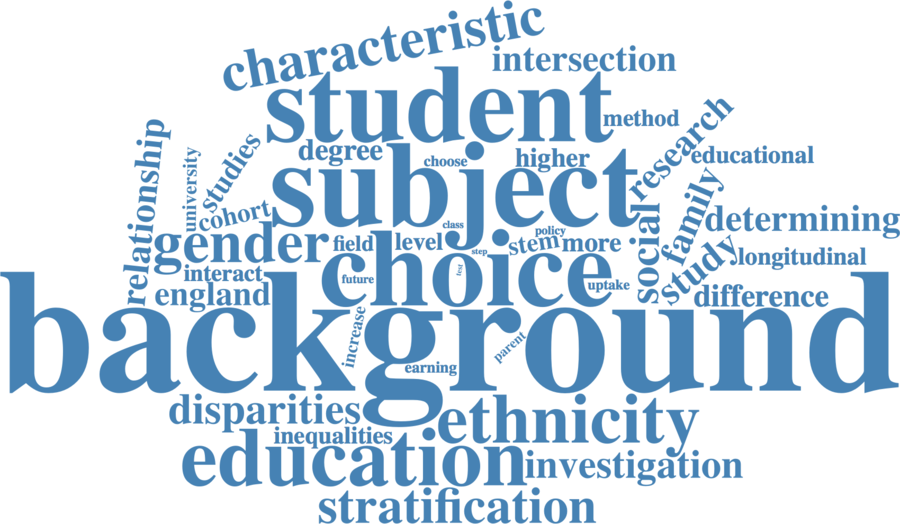 characteristic
intersection
student
method
research
relationship
university
studies
degree
choose
higher
educational
subject
cohort
class
social
family
determining
gender
field
level
step
stem
policy
more
study
longitudinal
interact
choice
future
uptake
england
difference
background
increase
earning
parent
disparities
ethnicity
inequalities
education
investigation
stratification